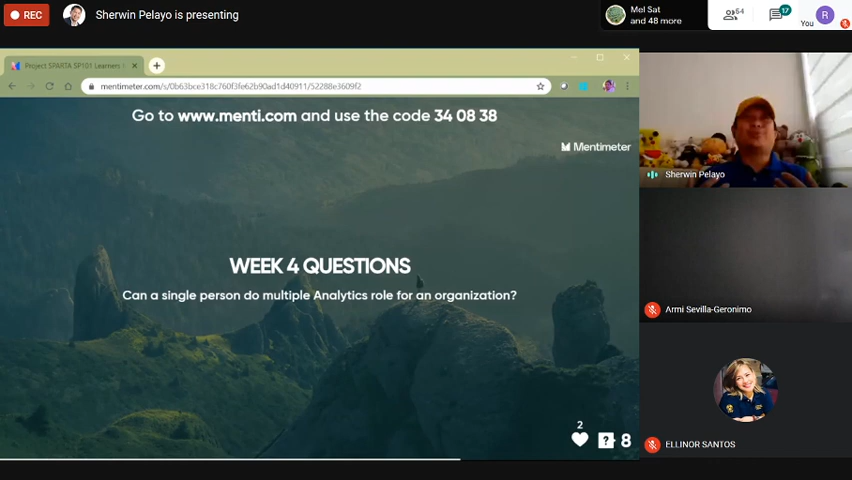 REC
Sherwin Pelayo is presenting
Mel Sat
and 48 more
54
17
You
R
Project SPARTA SP101 Learners
mentimeter.com/s/0b63bce318c760f3fe62b90ad1d40911/52288e3609f2
Go to www.menti.com and use the code 34 08 38
Mentimeter
WEEK 4 QUESTIONS
Can a single person do multiple Analytics role for an organization?
2
? 8
Sherwin Pelayo
Armi Sevilla-Geronimo
ELLINOR SANTOS